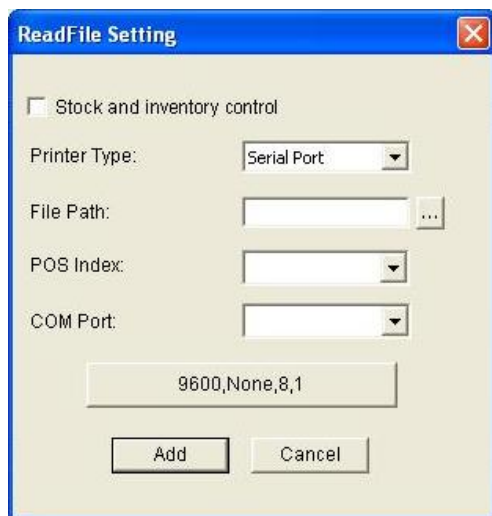 ReadFile Setting
Stock and inventory control
Printer Type: Serial Port
File Path: ...
POS Index:
COM Port:
9600,None,8,1
Add Cancel